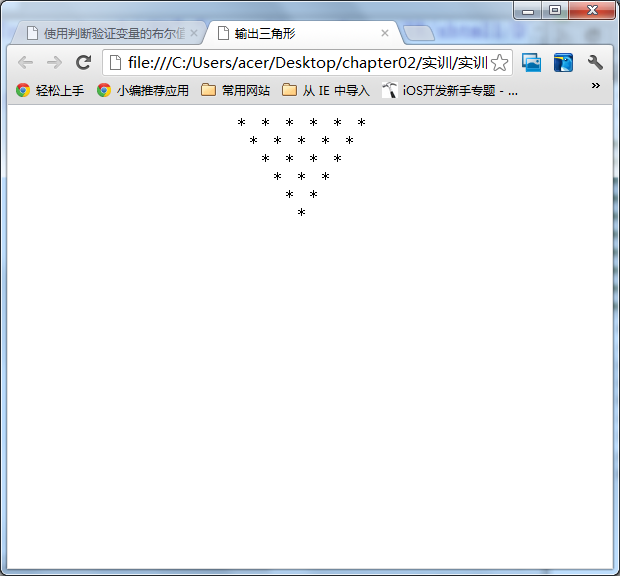 使用判断验证变量的布尔值
输出三角形
file:///C:/Users/acer/Desktop/chapter02/实训/实训
轻松上手 小编推荐应用 常用网站 从 IE 中导入 iOS开发新手专题 - ... »
* * * * * *
* * * * *
* * * *
* * *
* *
*